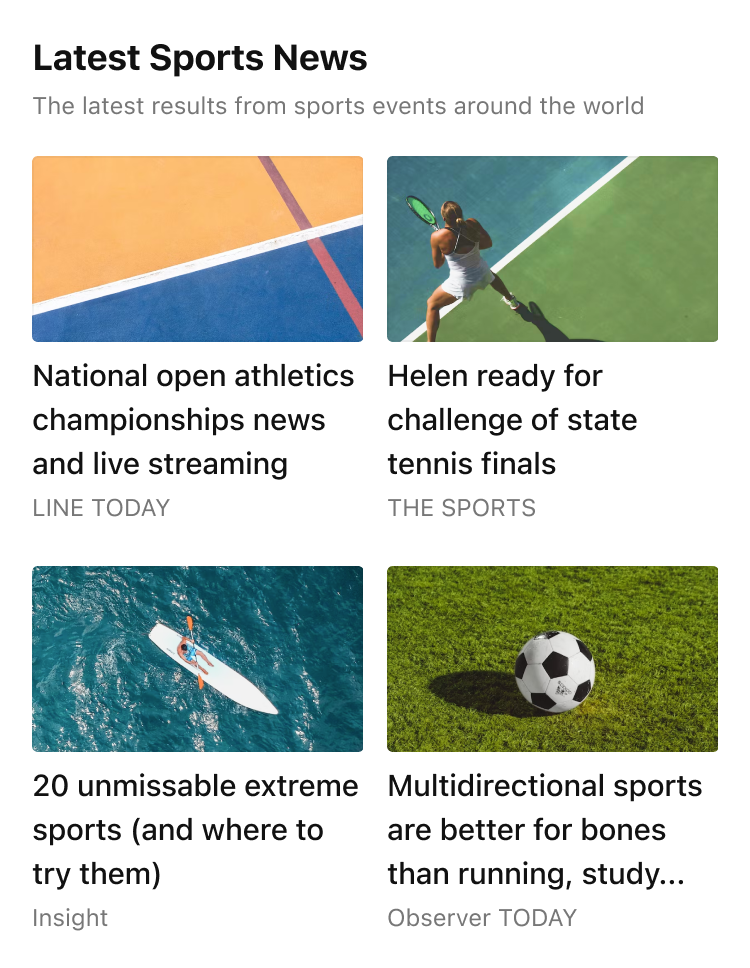 Latest Sports News
The latest results from sports events around the world
National open athletics
championships news
and live streaming
LINE TODAY
Helen ready for
challenge of state
tennis finals
THE SPORTS
20 unmissable extreme
sports (and where to
try them)
Insight
Multidirectional sports
are better for bones
than running, study...
Observer TODAY